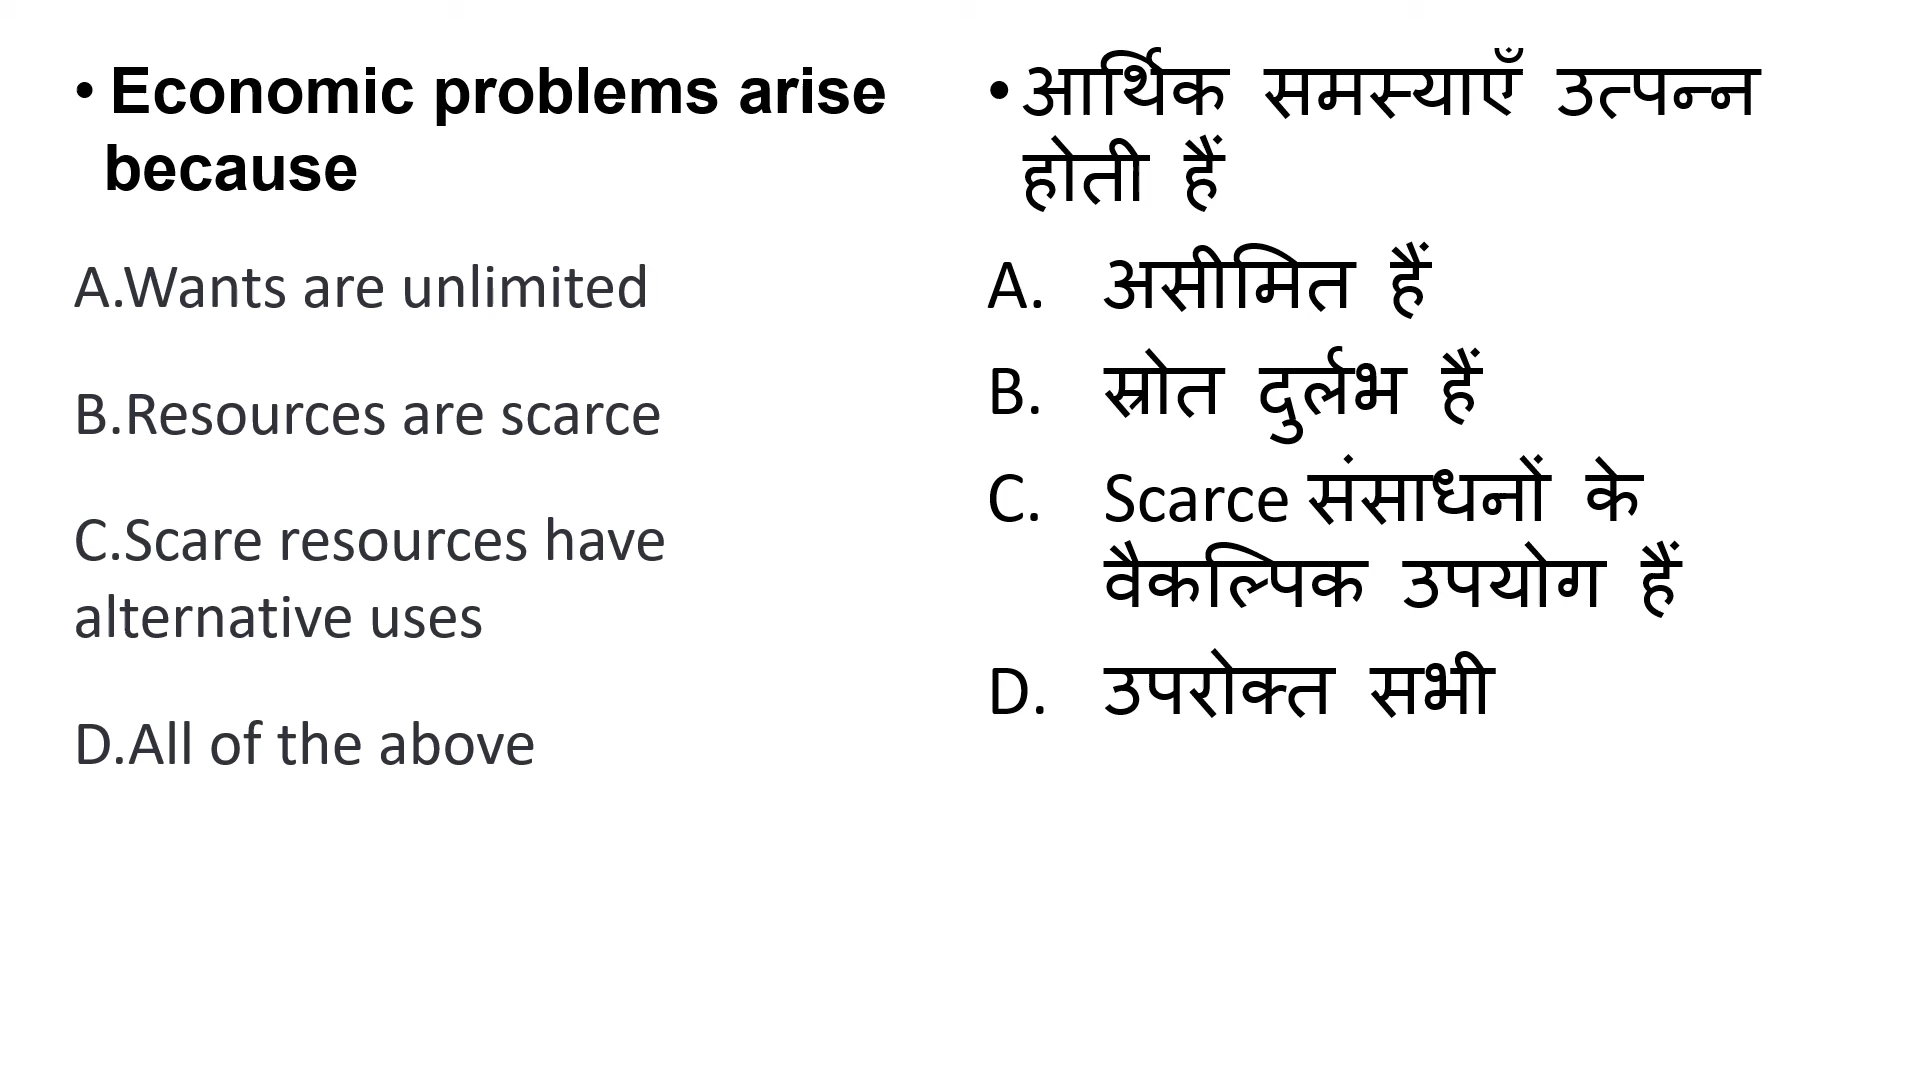 • Economic problems arise
because
A.Wants are unlimited
B.Resources are scarce
C.Scare resources have
alternative uses
D.All of the above
• आर्थिक समस्याएँ उत्पन्न
होती हैं
A. असीमित हैं
B. स्रोत दुर्लभ हैं
C. Scarce संसाधनों के
वैकल्पिक उपयोग हैं
D. उपरोक्त सभी